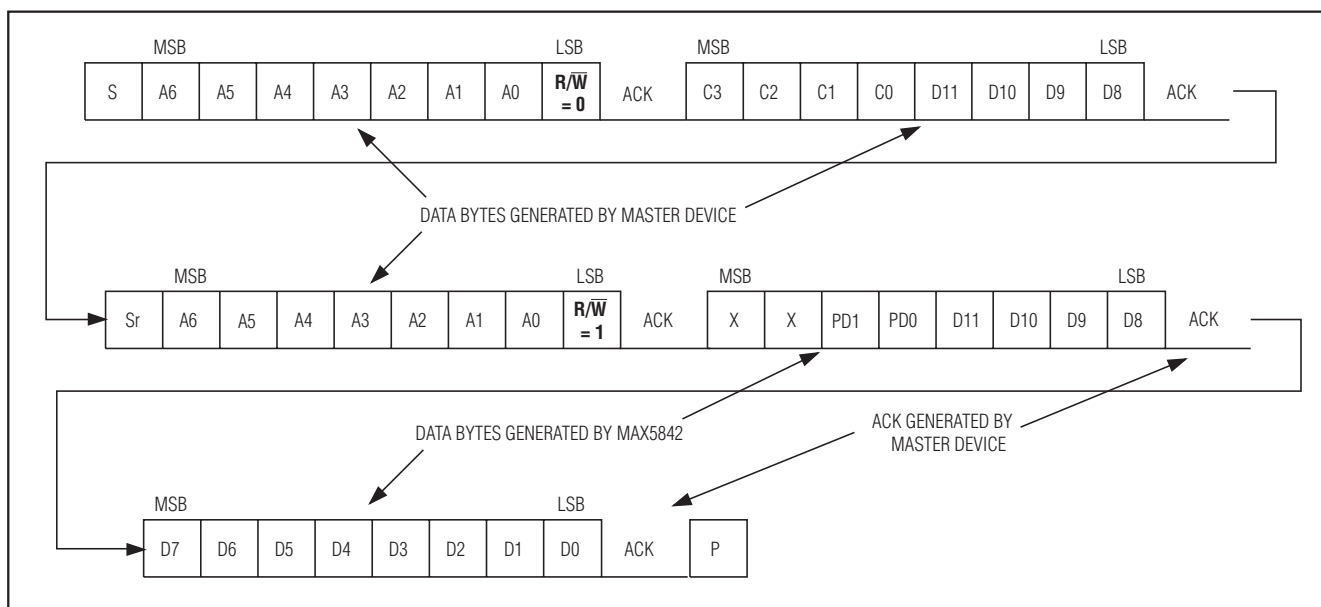 MSB LSB MSB LSB
S A6 A5 A4 A3 A2 A1 A0 R/W̅ = 0 ACK C3 C2 C1 C0 D11 D10 D9 D8 ACK
DATA BYTES GENERATED BY MASTER DEVICE
MSB LSB MSB LSB
Sr A6 A5 A4 A3 A2 A1 A0 R/W̅ = 1 ACK X X PD1 PD0 D11 D10 D9 D8 ACK
DATA BYTES GENERATED BY MAX5842
ACK GENERATED BY
MASTER DEVICE
MSB LSB
D7 D6 D5 D4 D3 D2 D1 D0 ACK P